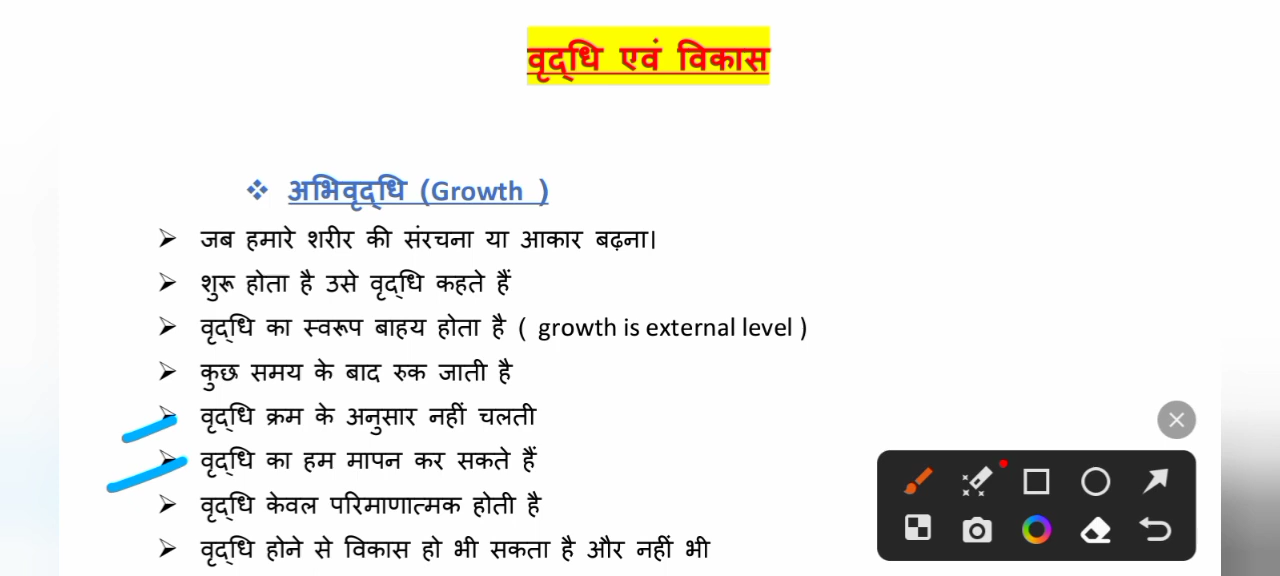 वृद्धि एवं विकास
❖ अभिवृद्धि (Growth )
➢ जब हमारे शरीर की संरचना या आकार बढ़ना।
➢ शुरू होता है उसे वृद्धि कहते हैं
➢ वृद्धि का स्वरूप बाहय होता है ( growth is external level )
➢ कुछ समय के बाद रुक जाती है
➢ वृद्धि क्रम के अनुसार नहीं चलती
➢ वृद्धि का हम मापन कर सकते हैं
➢ वृद्धि केवल परिमाणात्मक होती है
➢ वृद्धि होने से विकास हो भी सकता है और नहीं भी